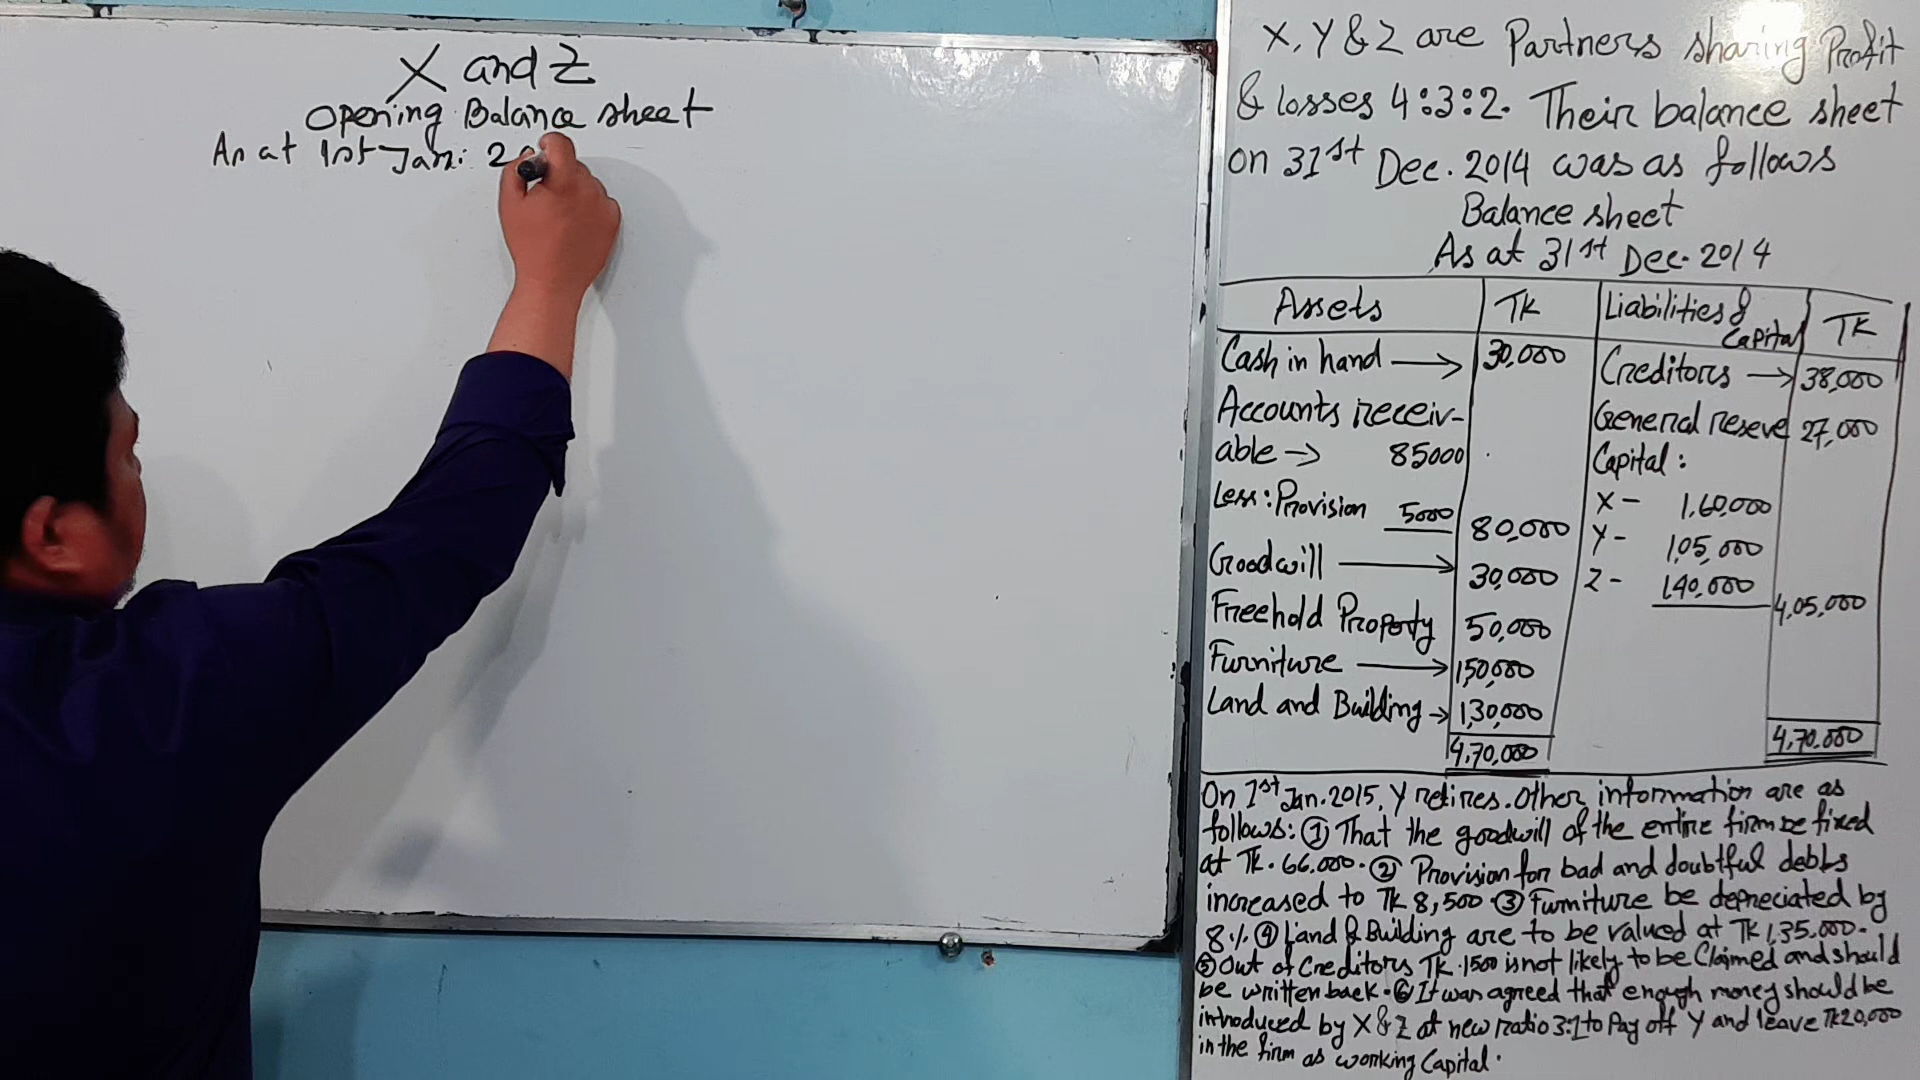 X and Z
Opening Balance sheet
As at 1st Jan: 20
X, Y & Z are Partners sharing Profit
& losses 4:3:2. Their balance sheet
on 31st Dec. 2014 was as follows
Balance sheet
As at 31st Dec. 2014
Assets TK Liabilities & Capital TK
Cash in hand → 30,000 Creditors → 38,000
Accounts receiv- General reseve 27,000
able → 85000 Capital:
Less: Provision 5000 80,000 X - 1,60,000
Goodwill → 30,000 Y - 1,05,000
Freehold Property 50,000 Z - 1,40,000 4,05,000
Furniture → 1,50,000
Land and Building → 1,30,000
4,70,000 4,70,000
On 1st Jan. 2015, Y retires. Other information are as
follows: ① That the goodwill of the entire firm be fixed
at TK. 66,000. ② Provision for bad and doubtful debbs
increased to TK 8,500 ③ Furniture be depreciated by
8% ④ Land & Building are to be valued at TK 1,35,000.
⑤ Out of Creditors TK. 1500 is not likely to be Claimed and should
be written back. ⑥ It was agreed that enough money should be
introduced by X & Z at new ratio 3:1 to Pay off Y and leave TK 20,000
in the firm as working Capital.